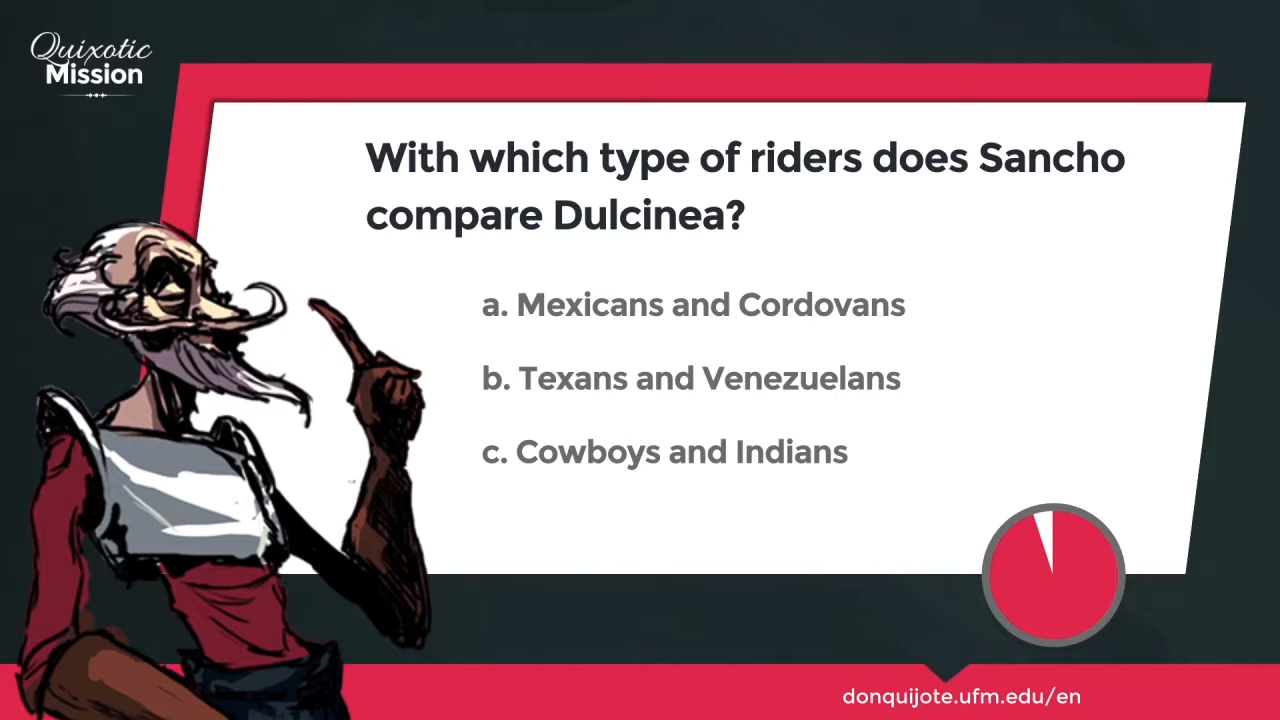 Quixotic
Mission
With which type of riders does Sancho
compare Dulcinea?
a. Mexicans and Cordovans
b. Texans and Venezuelans
c. Cowboys and Indians
donquijote.ufm.edu/en